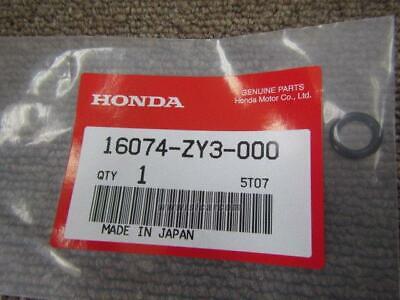 HONDA
GENUINE PARTS
Honda Motor Co., Ltd.
16074-ZY3-000
QTY 1 5T07
MADE IN JAPAN